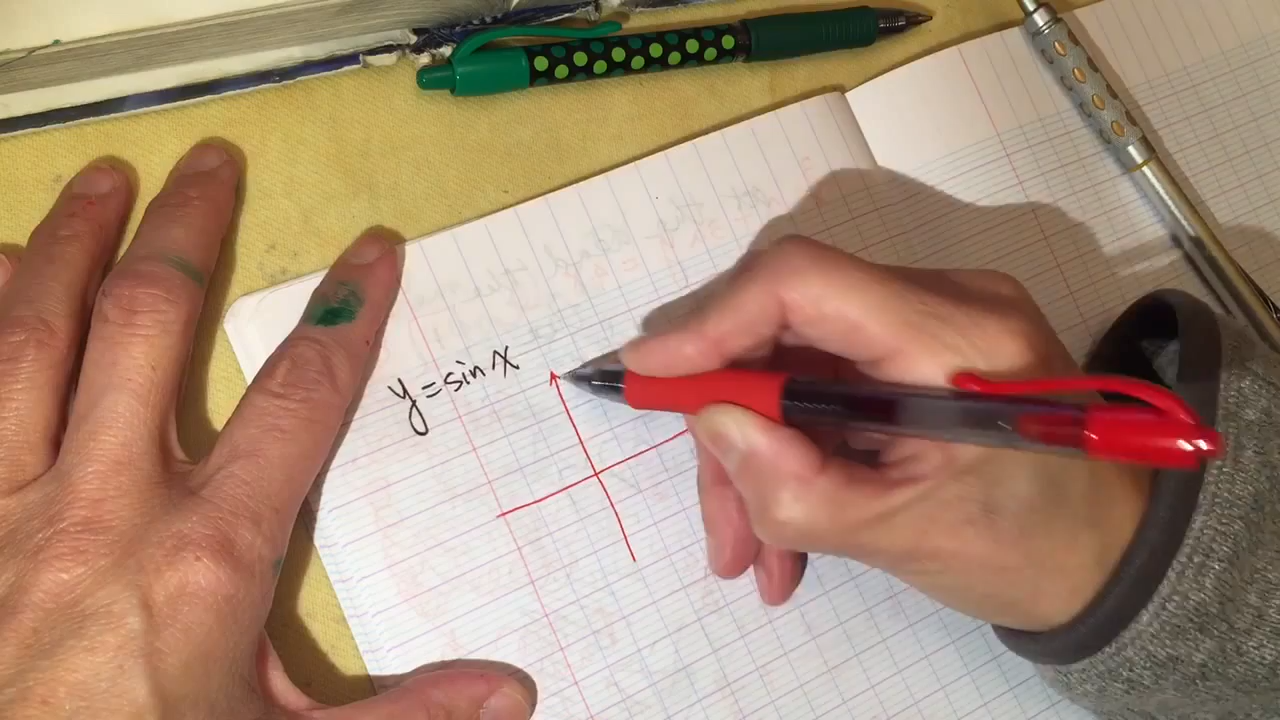 y = sin x